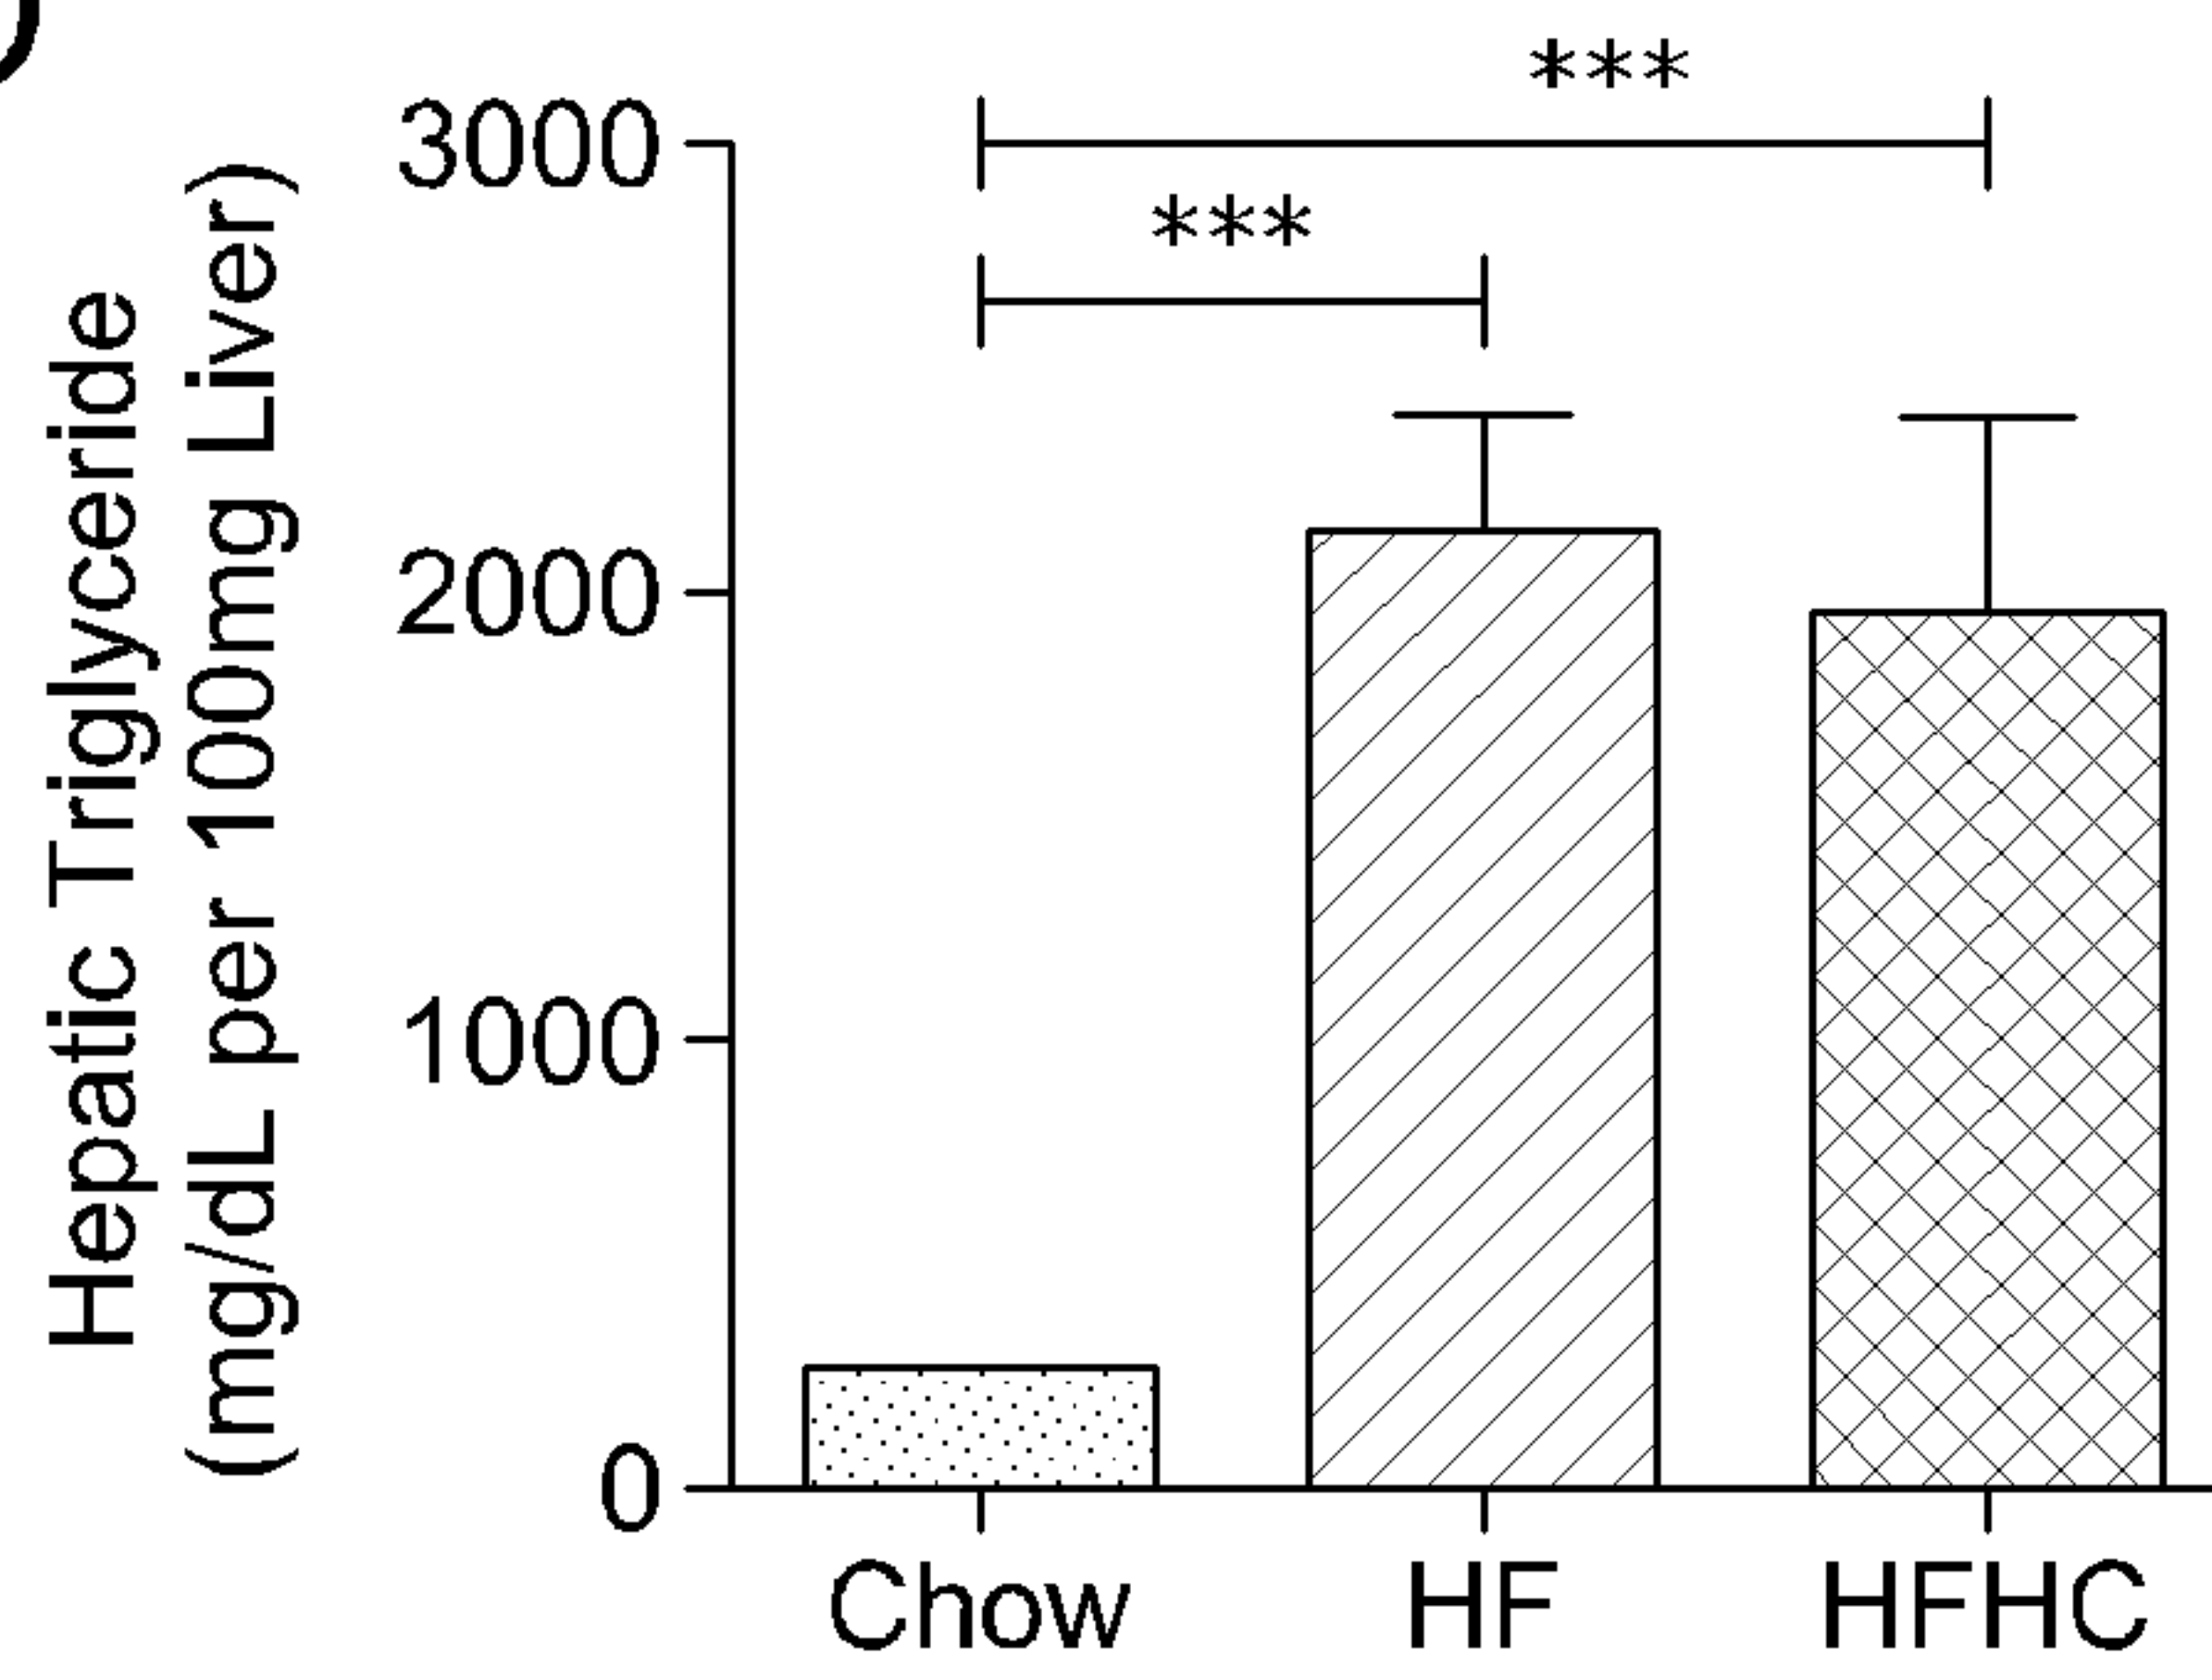 )
***
3000
***
2000
1000
0
Hepatic Triglyceride
(mg/dL per 100mg Liver)
Chow HF HFHC